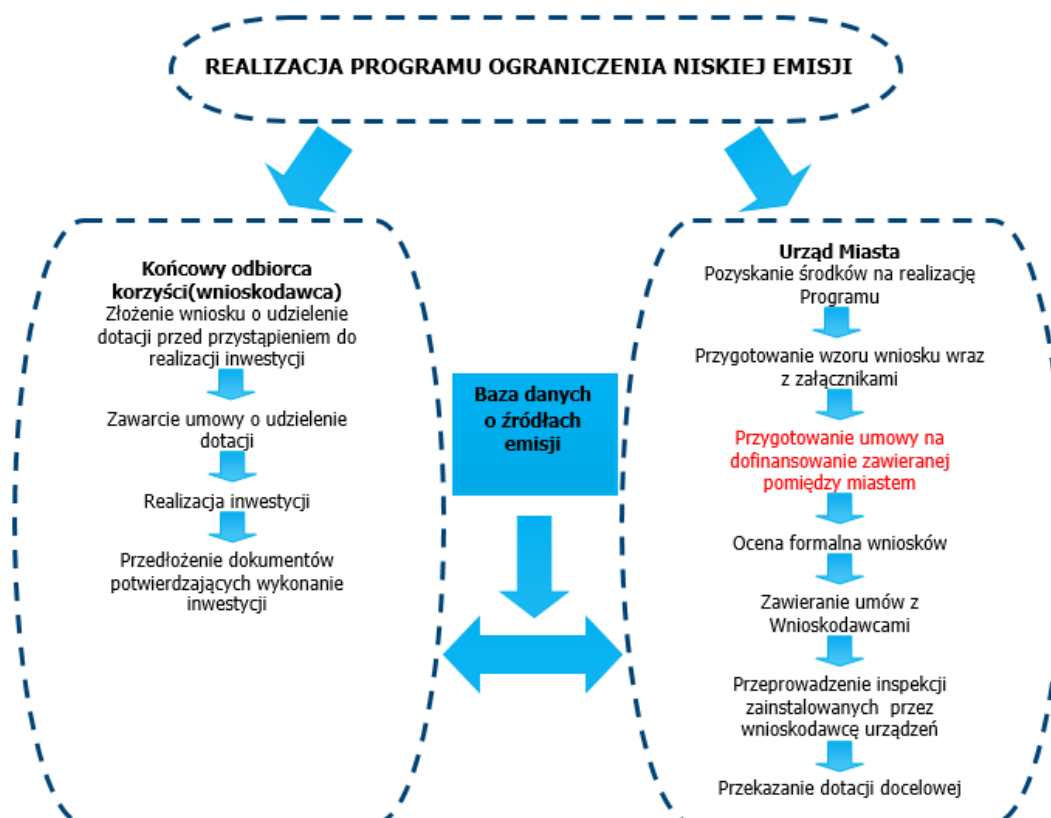 REALIZACJA PROGRAMU OGRANICZENIA NISKIEJ EMISJI
Końcowy odbiorca
korzyści(wnioskodawca)
Złożenie wniosku o udzielenie
dotacji przed przystąpieniem do
realizacji inwestycji
Zawarcie umowy o udzielenie
dotacji
Realizacja inwestycji
Przedłożenie dokumentów
potwierdzających wykonanie
inwestycji
Baza danych
o źródłach
emisji
Urząd Miasta
Pozyskanie środków na realizację
Programu
Przygotowanie wzoru wniosku wraz
z załącznikami
Przygotowanie umowy na
dofinansowanie zawieranej
pomiędzy miastem
Ocena formalna wniosków
Zawieranie umów z
Wnioskodawcami
Przeprowadzenie inspekcji
zainstalowanych przez
wnioskodawcę urządzeń
Przekazanie dotacji docelowej